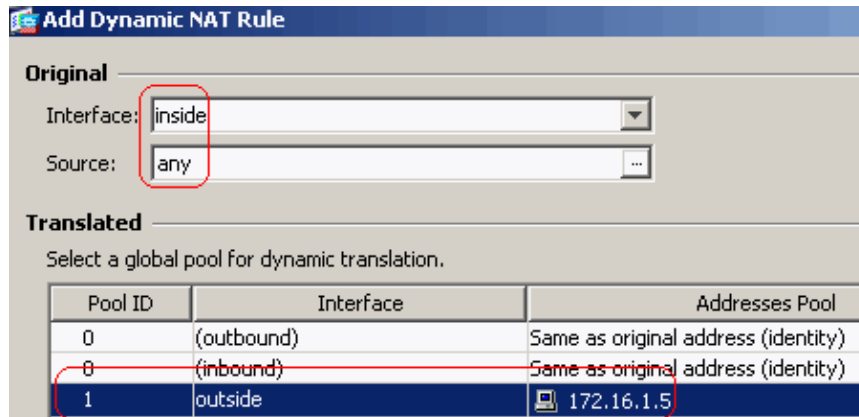 Add Dynamic NAT Rule
Original
Interface: inside
Source: any ...
Translated
Select a global pool for dynamic translation.
Pool ID Interface Addresses Pool
0 (outbound) Same as original address (identity)
0 (inbound) Same as original address (identity)
1 outside 172.16.1.5